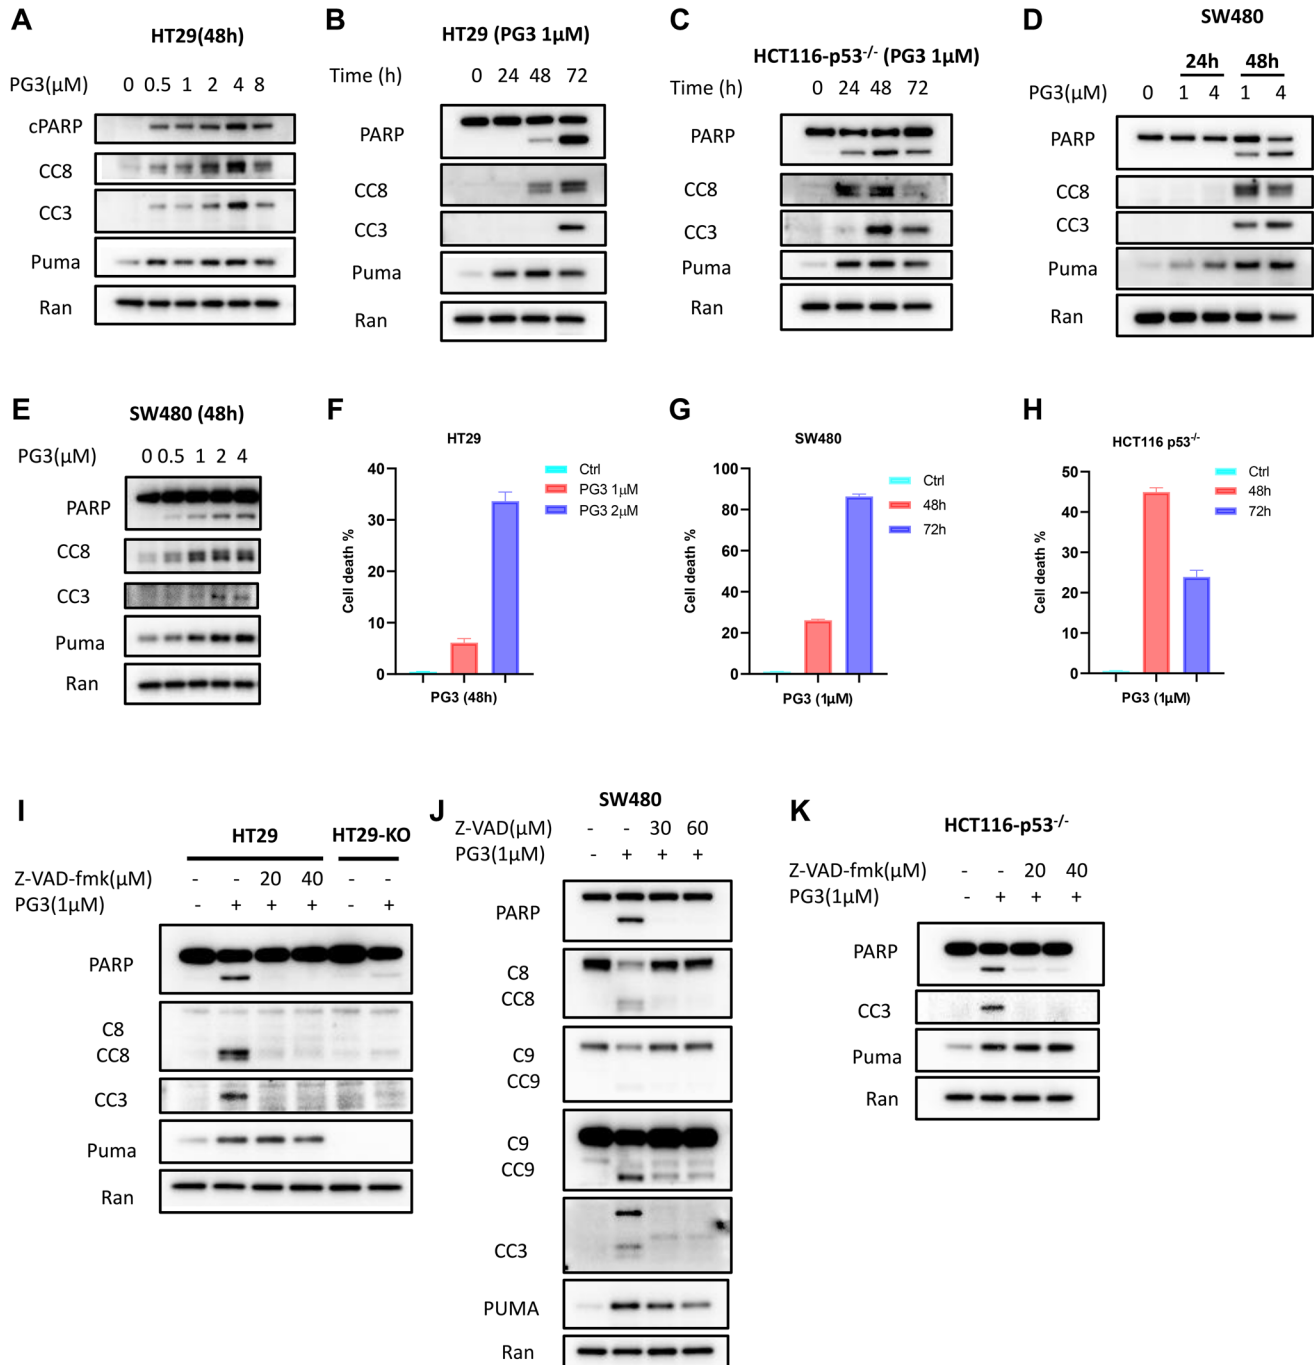 A
HT29(48h)
PG3(μM) 0 0.5 1 2 4 8
cPARP
CC8
CC3
Puma
Ran
B
HT29 (PG3 1μM)
Time (h) 0 24 48 72
PARP
CC8
CC3
Puma
Ran
C
HCT116-p53-/- (PG3 1μM)
Time (h) 0 24 48 72
PARP
CC8
CC3
Puma
Ran
D
SW480
24h 48h
PG3(μM) 0 1 4 1 4
PARP
CC8
CC3
Puma
Ran
E
SW480 (48h)
PG3(μM) 0 0.5 1 2 4
PARP
CC8
CC3
Puma
Ran
F
HT29
Cell death %
40
30
20
10
0
PG3 (48h)
Ctrl
PG3 1μM
PG3 2μM
G
SW480
Cell death %
100
80
60
40
20
0
PG3 (1μM)
Ctrl
48h
72h
H
HCT116 p53-/-
Cell death %
50
40
30
20
10
0
PG3 (1μM)
Ctrl
48h
72h
I
HT29 HT29-KO
Z-VAD-fmk(μM) - - 20 40 - -
PG3(1μM) - + + + - +
PARP
C8
CC8
CC3
Puma
Ran
J
SW480
Z-VAD(μM) - - 30 60
PG3(1μM) - + + +
PARP
C8
CC8
C9
CC9
C9
CC9
CC3
PUMA
Ran
K
HCT116-p53-/-
Z-VAD-fmk(μM) - - 20 40
PG3(1μM) - + + +
PARP
CC3
Puma
Ran